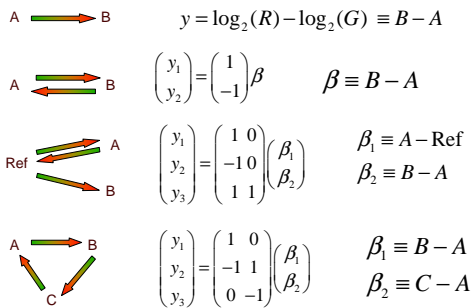 A B y = log₂(R) − log₂(G) ≡ B − A
A B (y₁ y₂) = (1 −1) β β ≡ B − A
Ref A B (y₁ y₂ y₃) = (1 0 −1 0 1 1) (β₁ β₂) β₁ ≡ A − Ref β₂ ≡ B − A
A B C (y₁ y₂ y₃) = (1 0 −1 1 0 −1) (β₁ β₂) β₁ ≡ B − A β₂ ≡ C − A